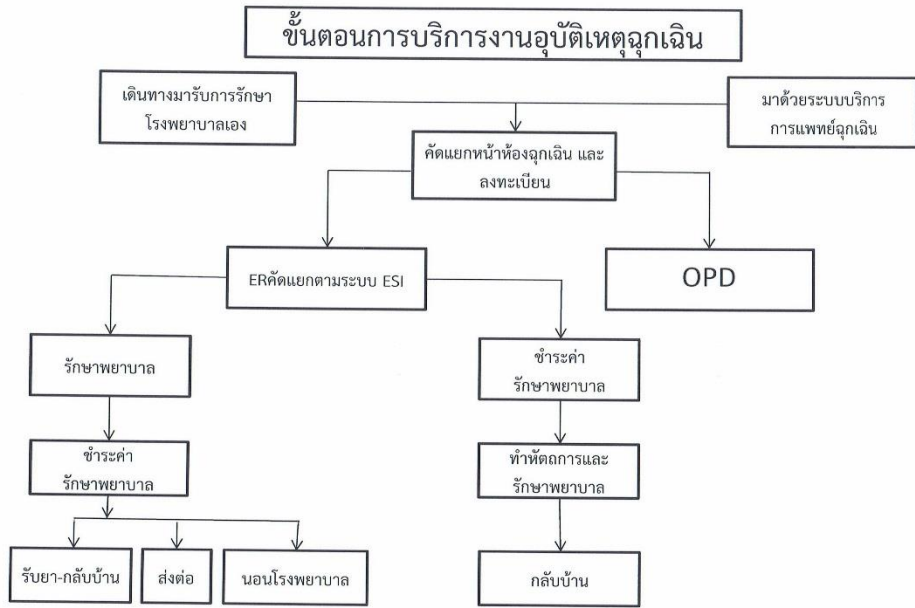 ขั้นตอนการบริการงานอุบัติเหตุฉุกเฉิน
เดินทางมารับการรักษา
โรงพยาบาลเอง
มาด้วยระบบบริการ
การแพทย์ฉุกเฉิน
คัดแยกหน้าห้องฉุกเฉิน และ
ลงทะเบียน
ERคัดแยกตามระบบ ESI
OPD
รักษาพยาบาล
ชำระค่า
รักษาพยาบาล
ชำระค่า
รักษาพยาบาล
ทำหัตถการและ
รักษาพยาบาล
รับยา-กลับบ้าน
ส่งต่อ
นอนโรงพยาบาล
กลับบ้าน